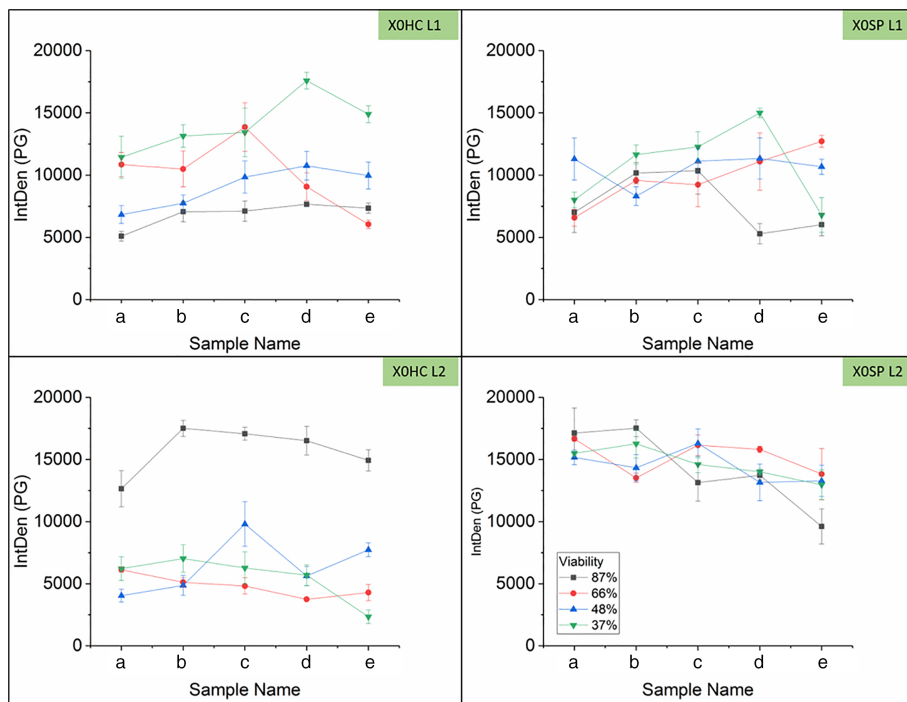 X0HC L1
20000
15000
10000
5000
0
IntDen (PG)
a b c d e
Sample Name
X0SP L1
20000
15000
10000
5000
0
IntDen (PG)
a b c d e
Sample Name
X0HC L2
20000
15000
10000
5000
0
IntDen (PG)
a b c d e
Sample Name
X0SP L2
20000
15000
10000
5000
0
IntDen (PG)
Viability
87%
66%
48%
37%
a b c d e
Sample Name